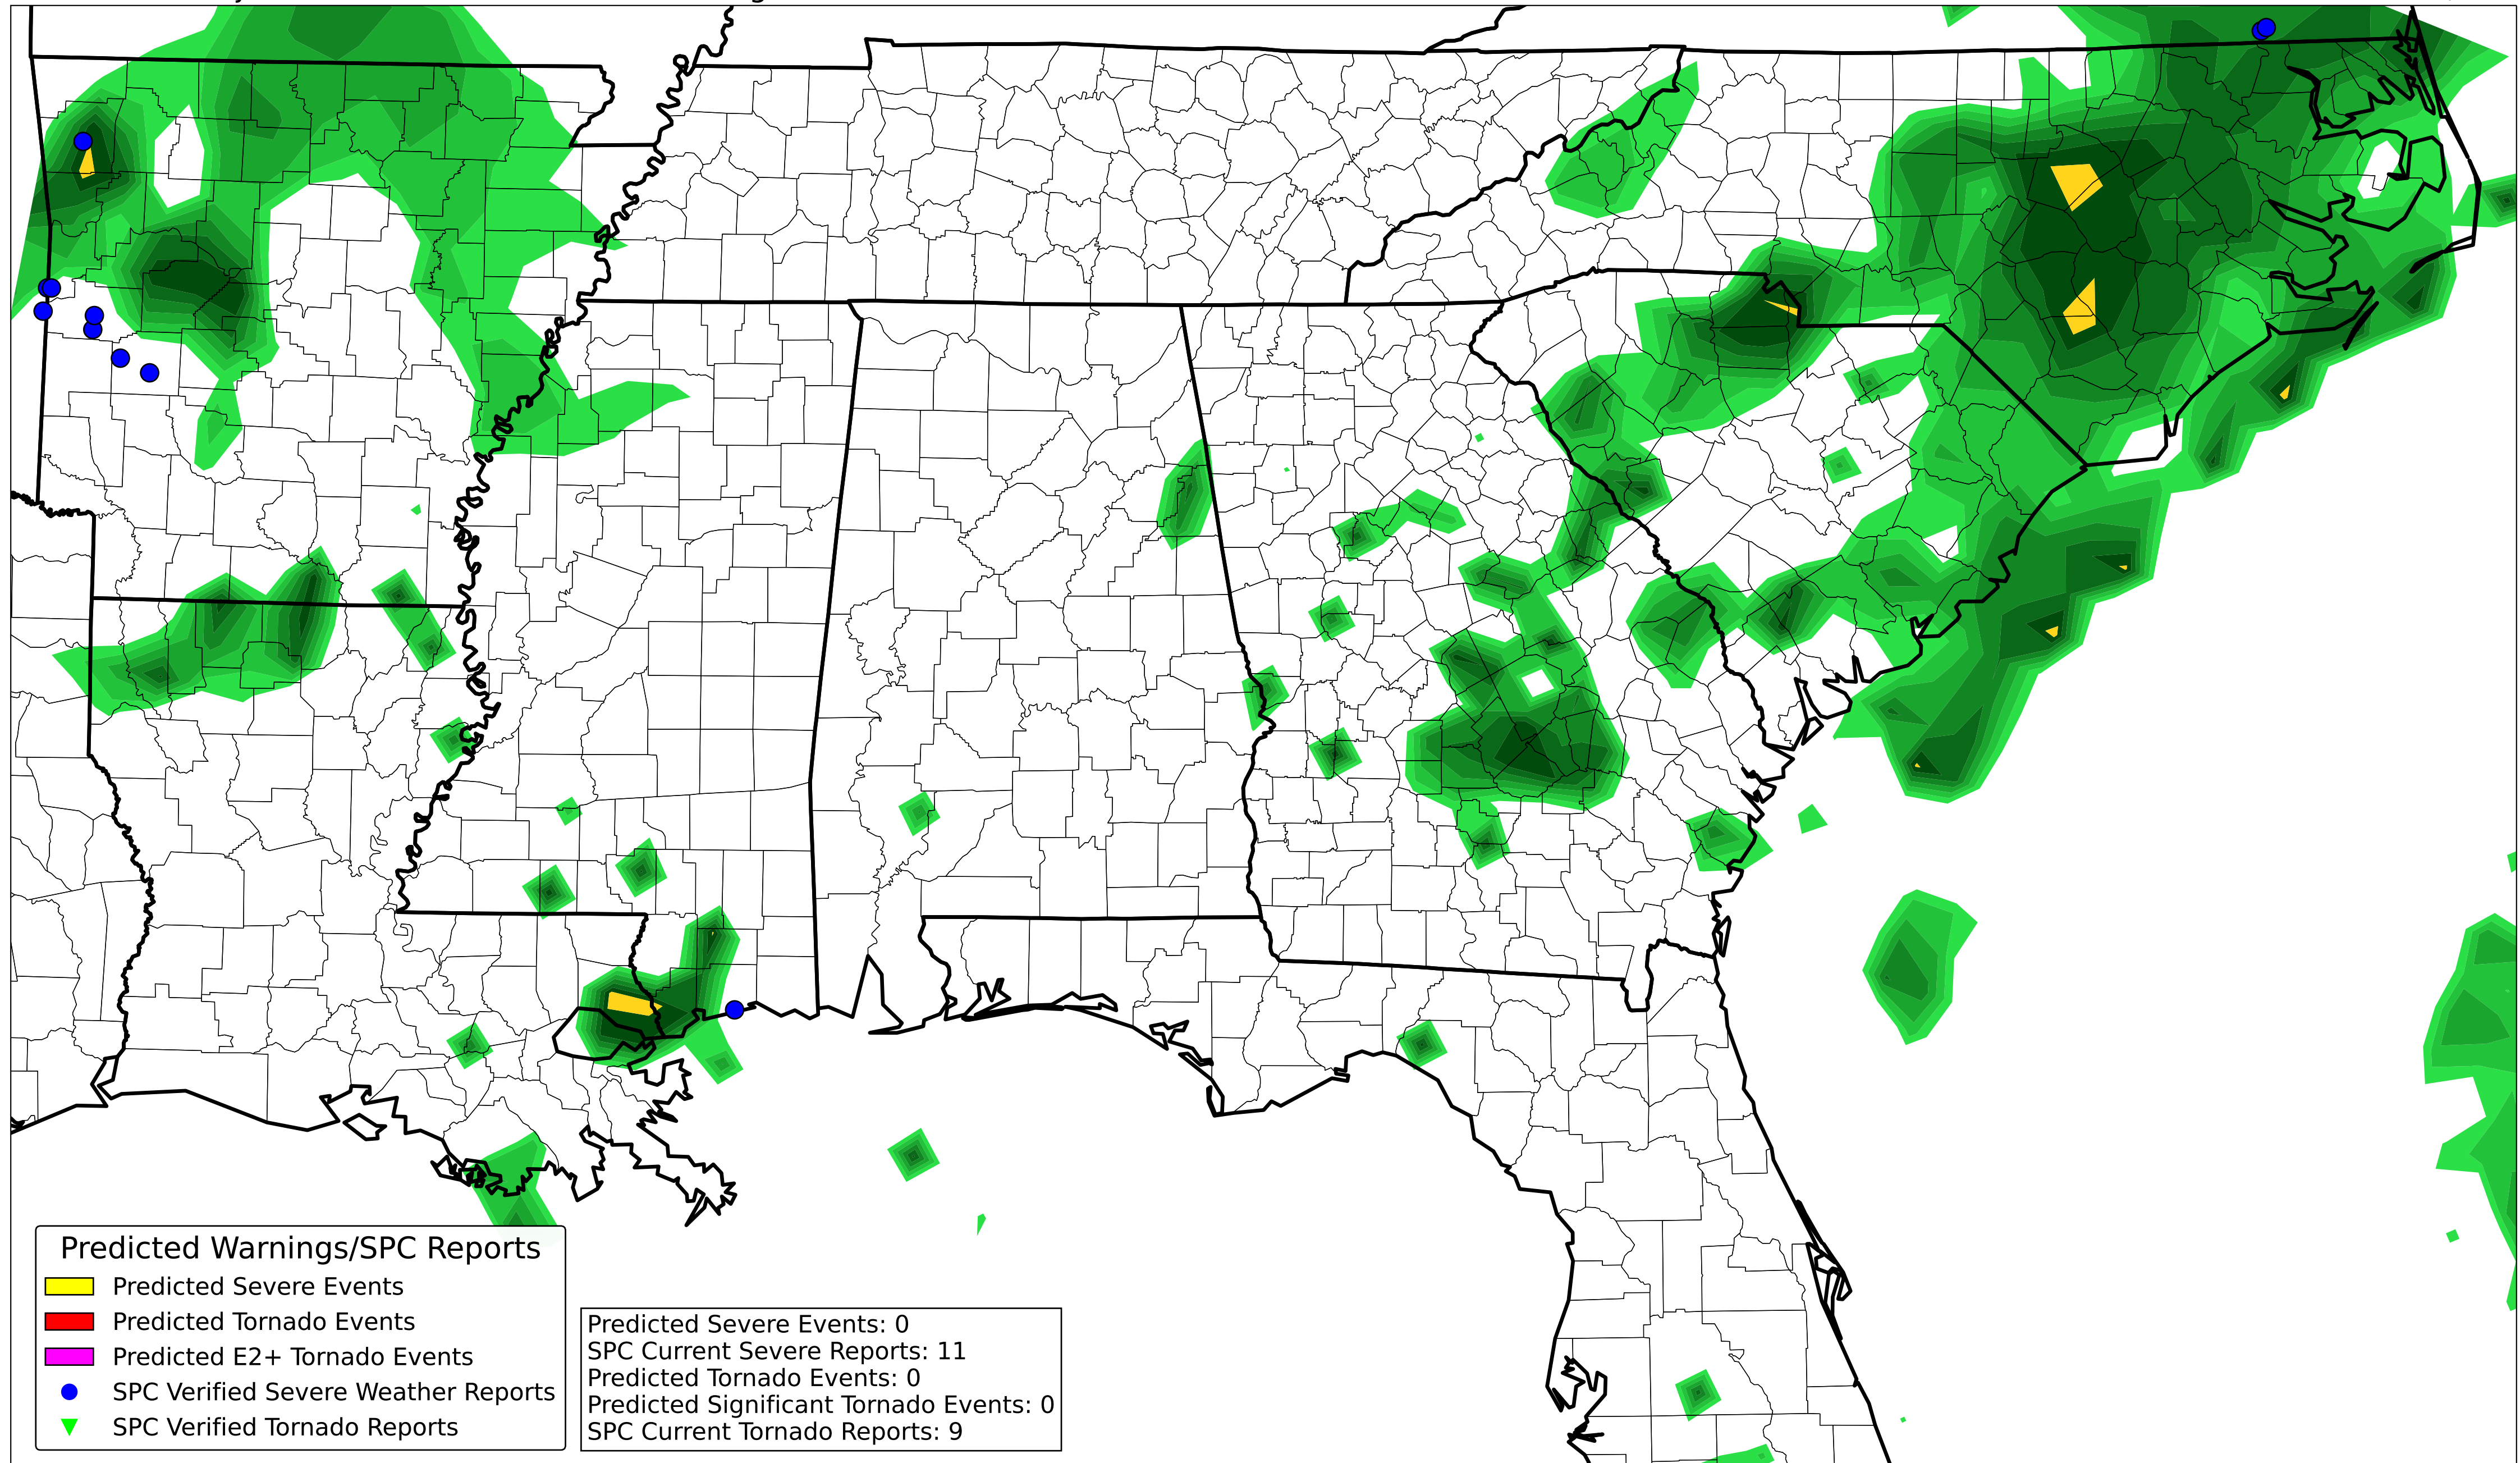 Predicted Warnings/SPC Reports
Predicted Severe Events
Predicted Tornado Events
Predicted E2+ Tornado Events
SPC Verified Severe Weather Reports
SPC Verified Tornado Reports
Predicted Severe Events: 0
SPC Current Severe Reports: 11
Predicted Tornado Events: 0
Predicted Significant Tornado Events: 0
SPC Current Tornado Reports: 9